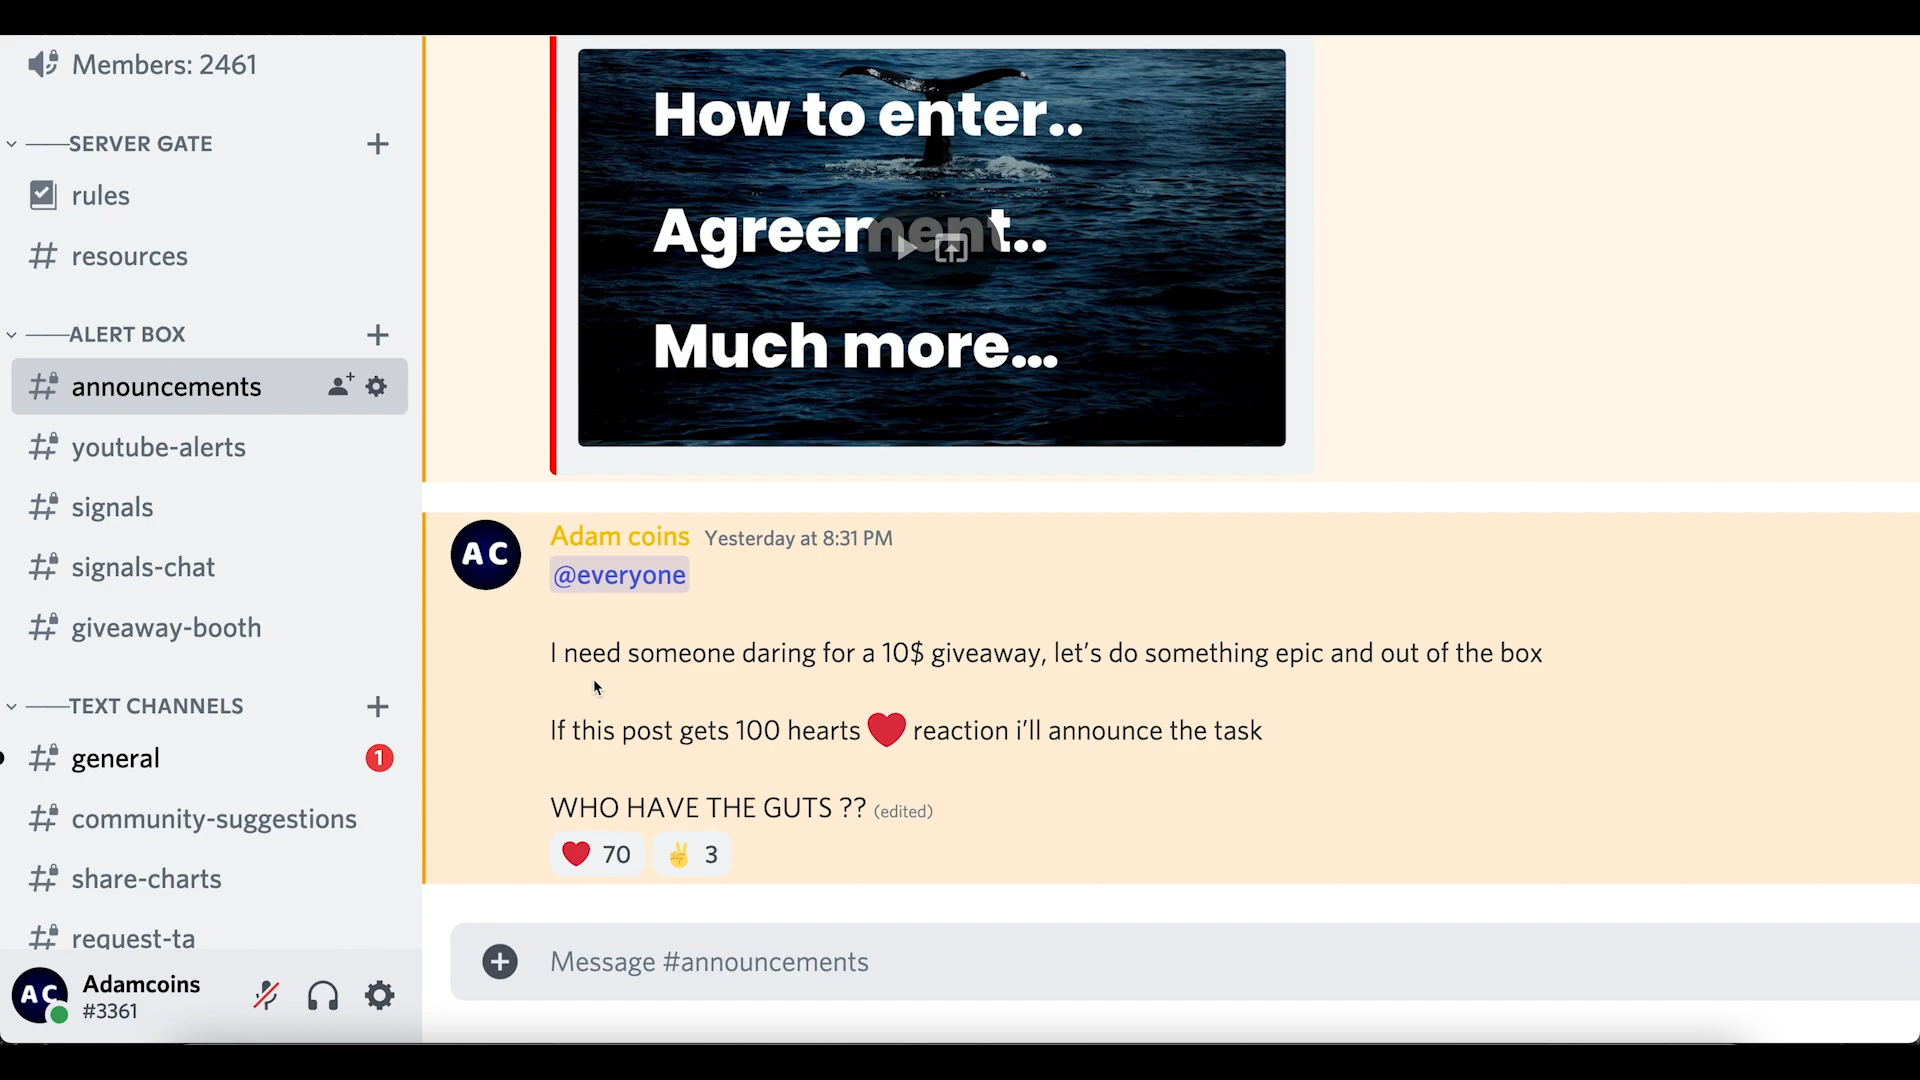 Members: 2461
SERVER GATE
rules
resources
ALERT BOX
announcements
youtube-alerts
signals
signals-chat
giveaway-booth
TEXT CHANNELS
general
1
community-suggestions
share-charts
request-ta
AC
Adamcoins
#3361
How to enter..
Agreement..
Much more...
AC
Adam coins Yesterday at 8:31 PM
@everyone
I need someone daring for a 10$ giveaway, let's do something epic and out of the box
If this post gets 100 hearts ❤️ reaction i'll announce the task
WHO HAVE THE GUTS ?? (edited)
❤️ 70 ✌️ 3
Message #announcements